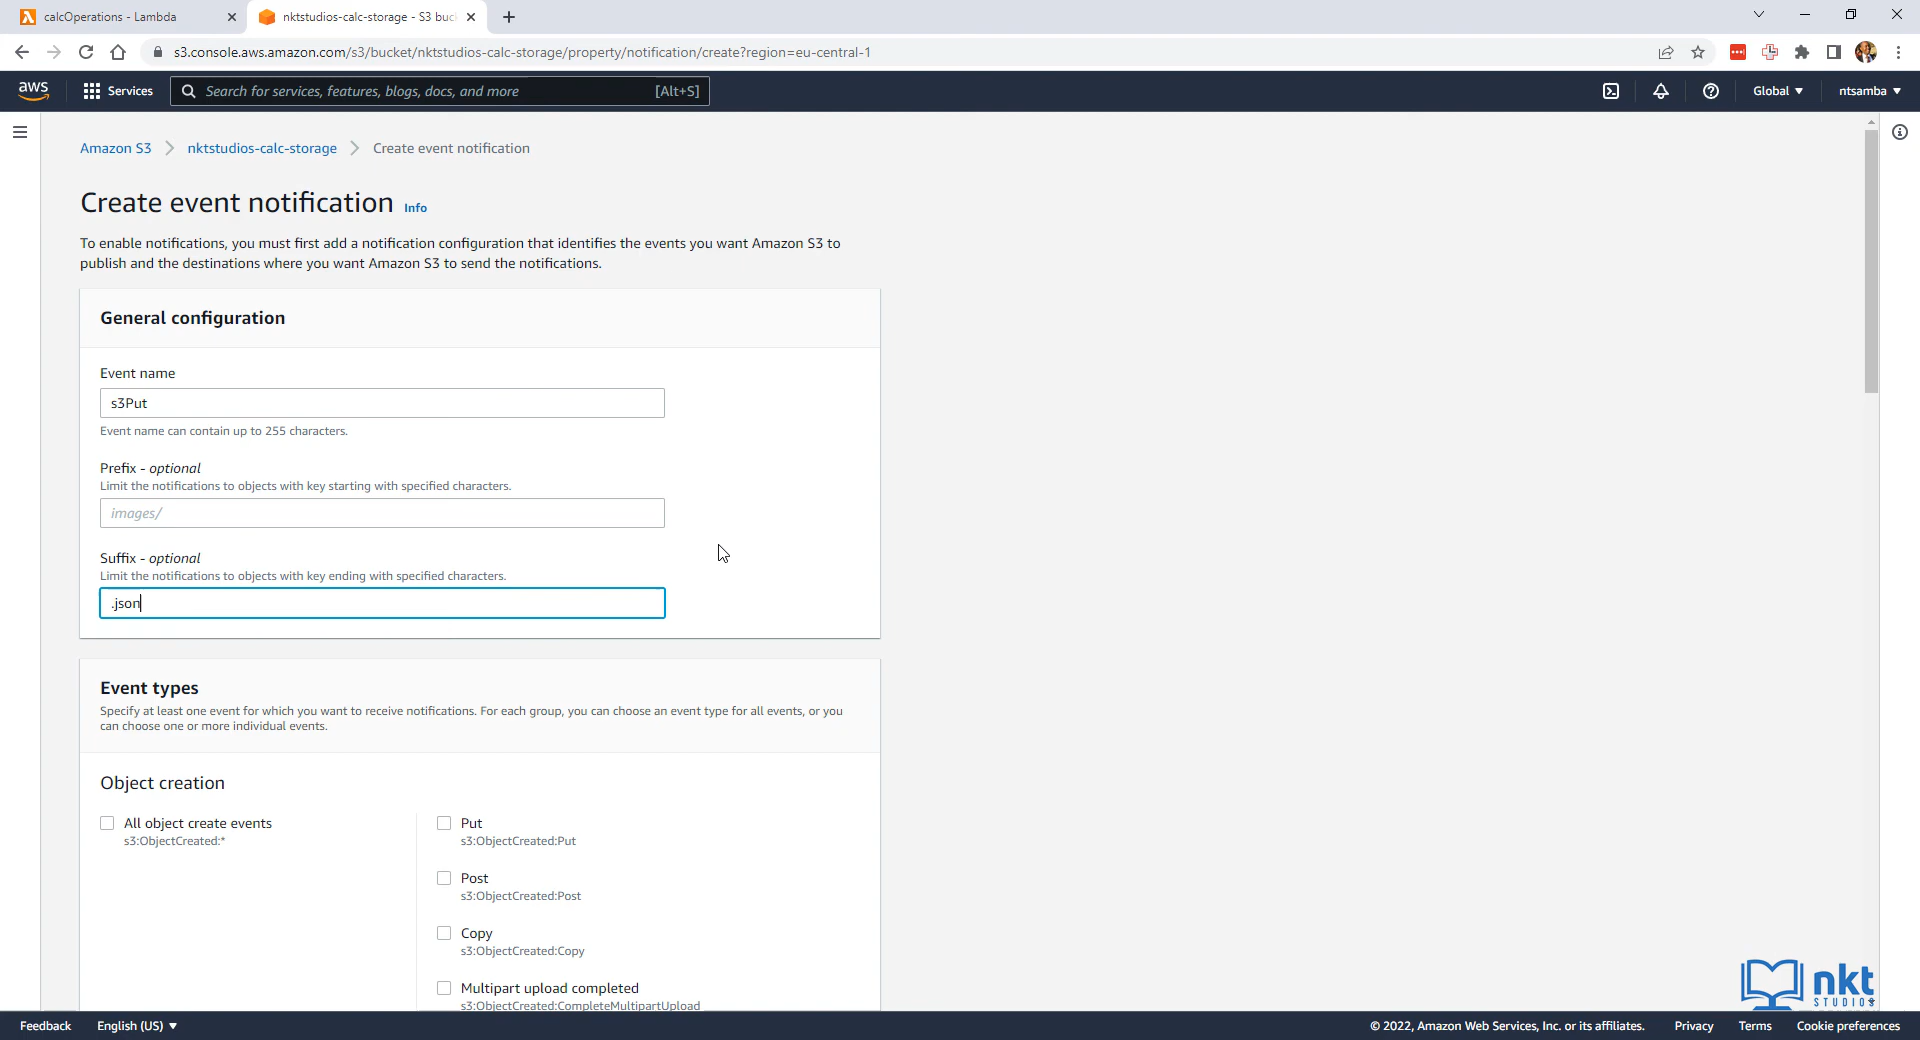 calcOperations - Lambda
nktstudios-calc-storage - S3 buc
s3.console.aws.amazon.com/s3/bucket/nktstudios-calc-storage/property/notification/create?region=eu-central-1
aws
Services
Search for services, features, blogs, docs, and more
[Alt+S]
Global
ntsamba
Amazon S3
nktstudios-calc-storage
Create event notification
Create event notification Info
To enable notifications, you must first add a notification configuration that identifies the events you want Amazon S3 to
publish and the destinations where you want Amazon S3 to send the notifications.
General configuration
Event name
s3Put
Event name can contain up to 255 characters.
Prefix - optional
Limit the notifications to objects with key starting with specified characters.
images/
Suffix - optional
Limit the notifications to objects with key ending with specified characters.
.json
Event types
Specify at least one event for which you want to receive notifications. For each group, you can choose an event type for all events, or you
can choose one or more individual events.
Object creation
All object create events
s3:ObjectCreated:*
Put
s3:ObjectCreated:Put
Post
s3:ObjectCreated:Post
Copy
s3:ObjectCreated:Copy
Multipart upload completed
s3:ObjectCreated:CompleteMultipartUpload
nkt
STUDIOS
Feedback
English (US)
© 2022, Amazon Web Services, Inc. or its affiliates.
Privacy
Terms
Cookie preferences